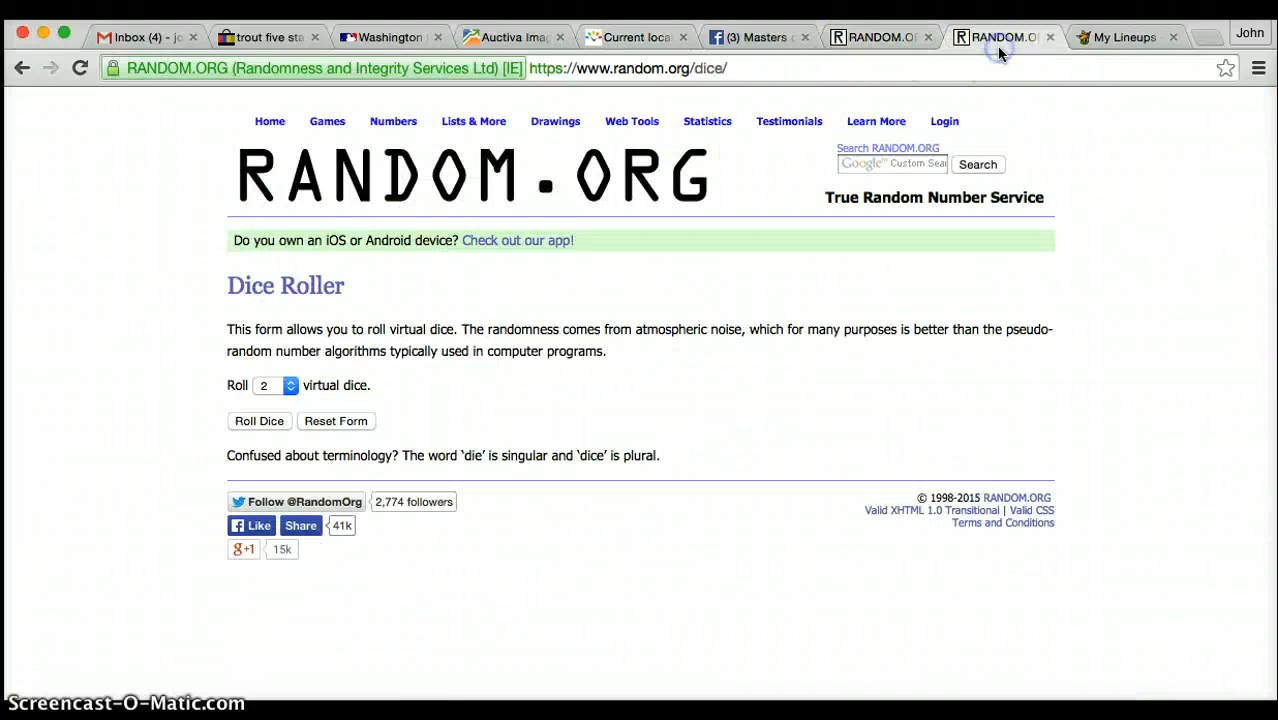 Inbox (4) - jo
trout five sta
Washington
Auctiva Ima
Current loca
(3) Masters o
RANDOM.O
RANDOM.O
My Lineups
John
RANDOM.ORG (Randomness and Integrity Services Ltd) [IE] https://www.random.org/dice/
Home Games Numbers Lists & More Drawings Web Tools Statistics Testimonials Learn More Login
RANDOM.ORG
Search RANDOM.ORG
Google™ Custom Sear
Search
True Random Number Service
Do you own an iOS or Android device? Check out our app!
Dice Roller
This form allows you to roll virtual dice. The randomness comes from atmospheric noise, which for many purposes is better than the pseudo-
random number algorithms typically used in computer programs.
Roll 2 virtual dice.
Roll Dice Reset Form
Confused about terminology? The word ‘die’ is singular and ‘dice’ is plural.
Follow @RandomOrg 2,774 followers
Like Share 41k
g+1 15k
© 1998-2015 RANDOM.ORG
Valid XHTML 1.0 Transitional | Valid CSS
Terms and Conditions
Screencast-O-Matic.com